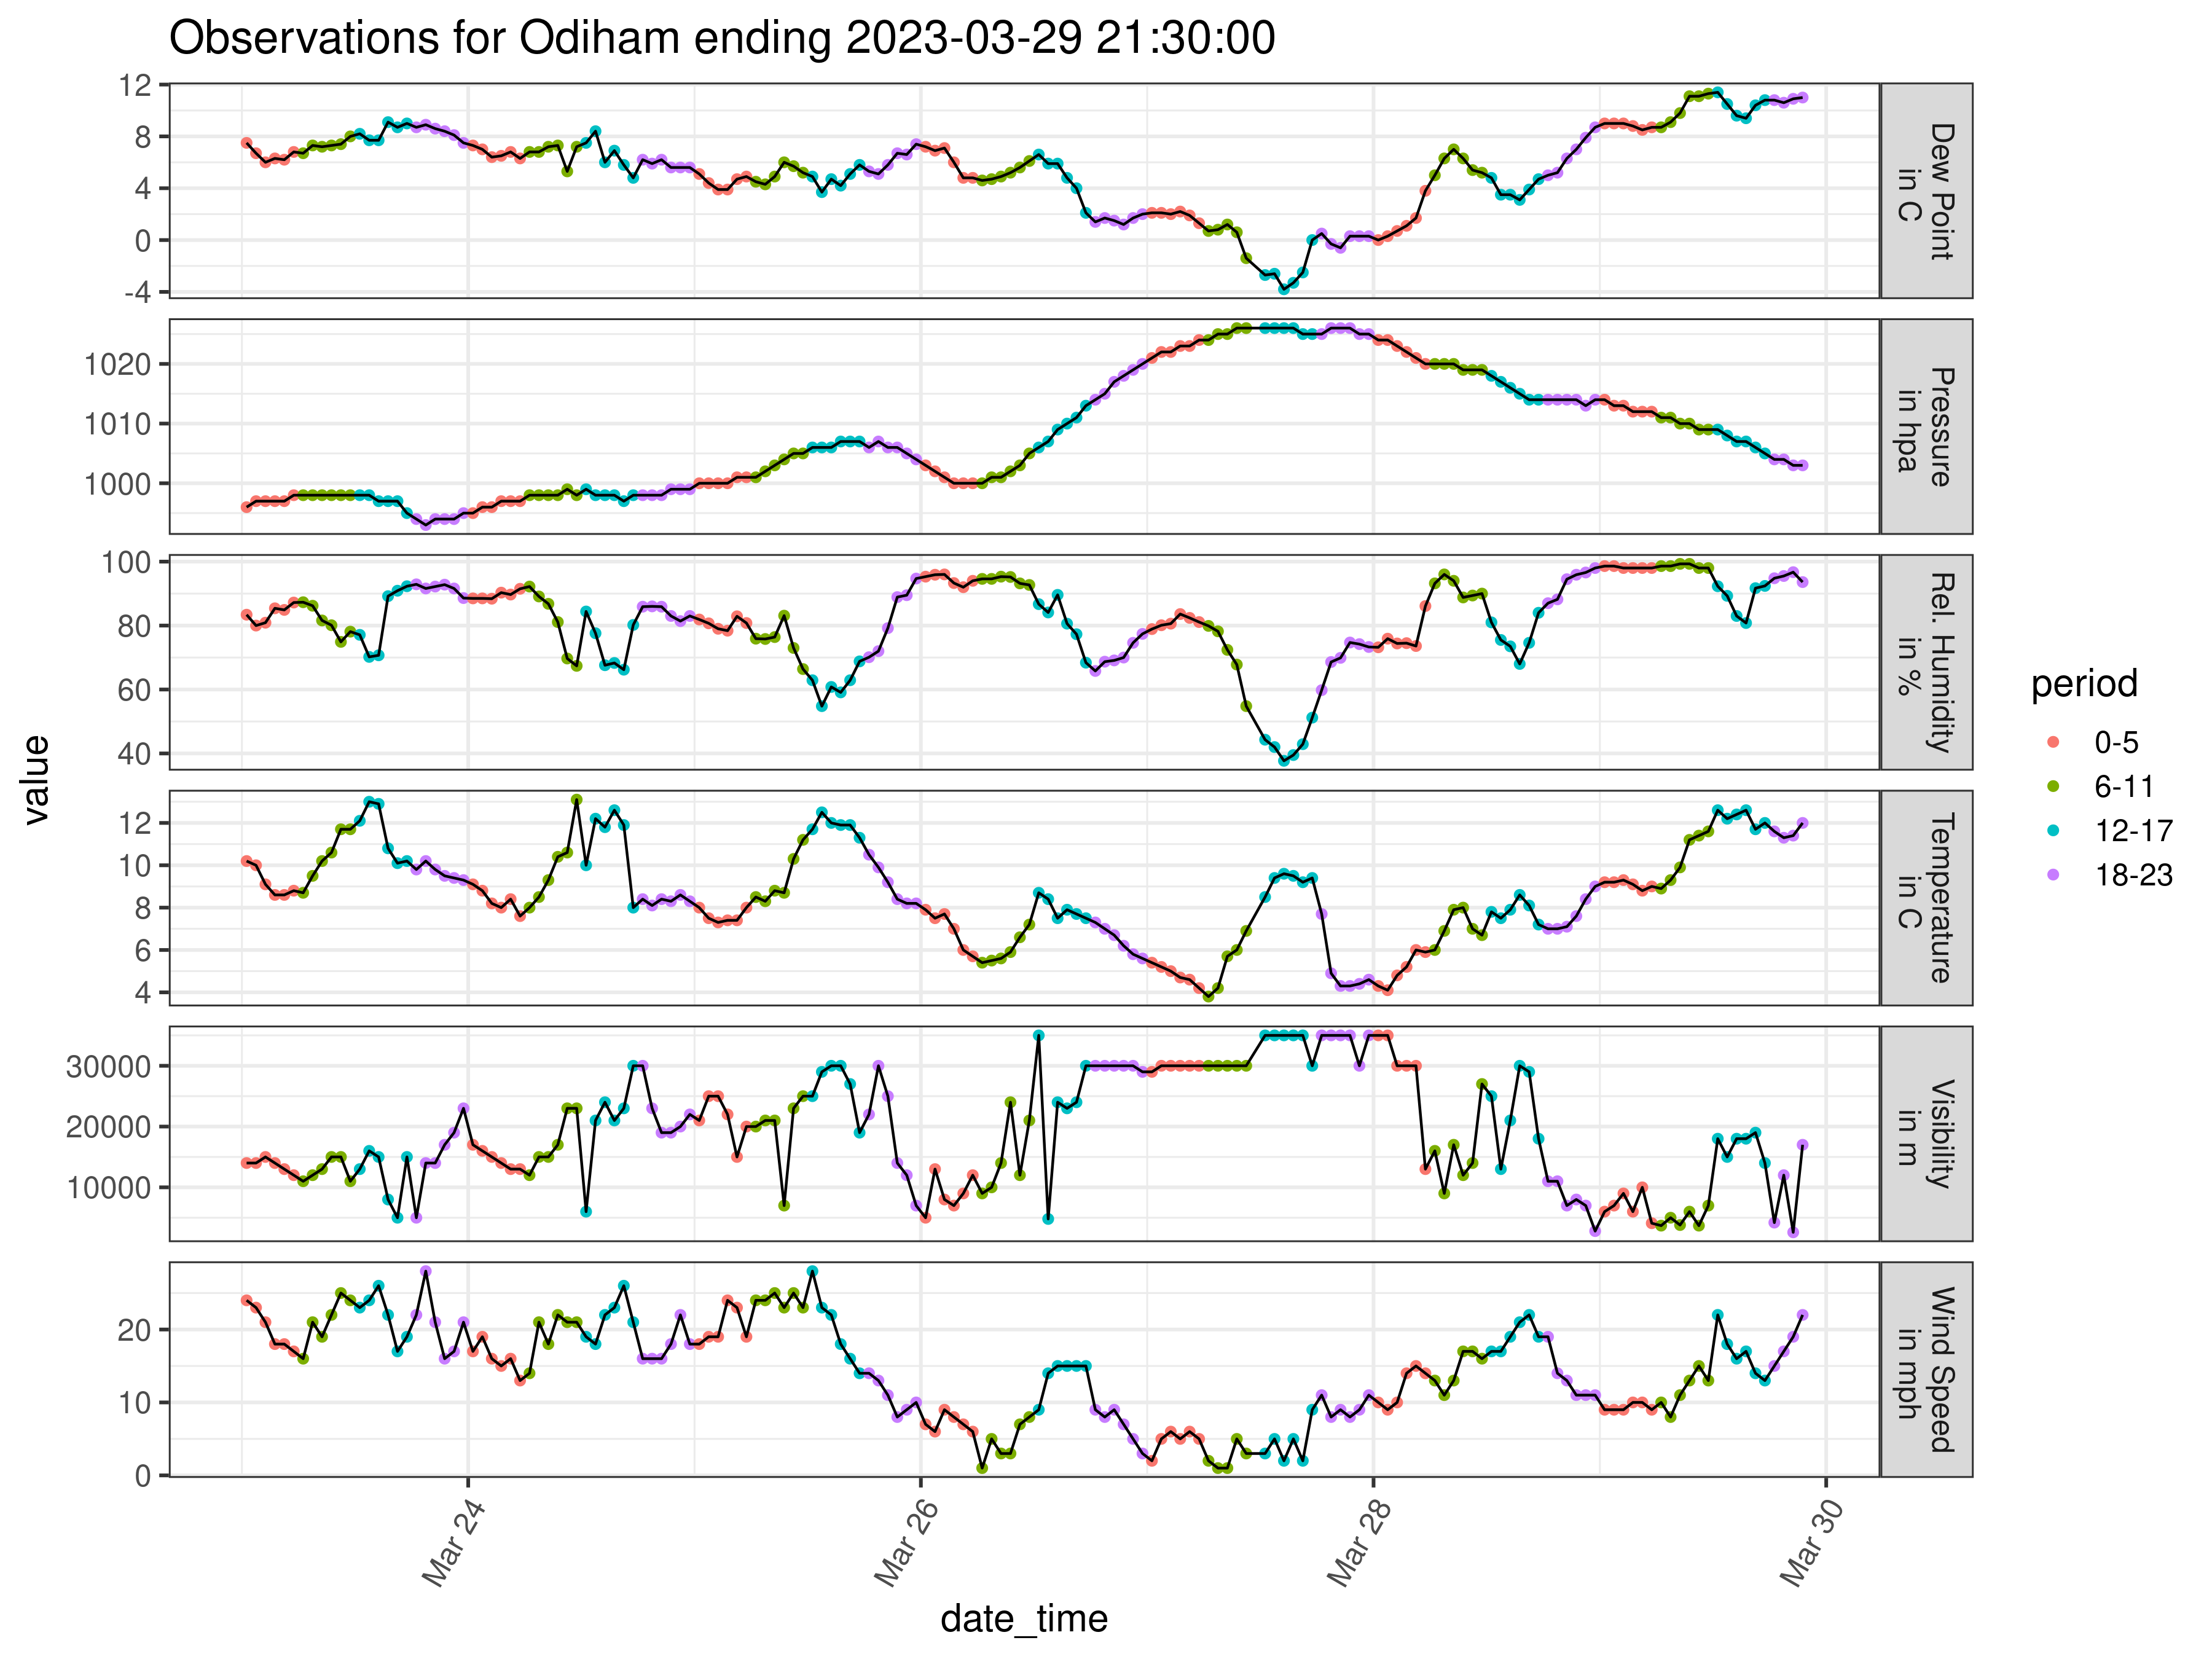 Observations for Odiham ending 2023-03-29 21:30:00
12
8
4
0
-4
Dew Point
in C
1020
1010
1000
Pressure
in hpa
100
80
60
40
Rel. Humidity
in %
12
10
8
6
4
Temperature
in C
30000
20000
10000
Visibility
in m
20
10
0
Wind Speed
in mph
value
Mar 24
Mar 26
Mar 28
Mar 30
date_time
period
0-5
6-11
12-17
18-23